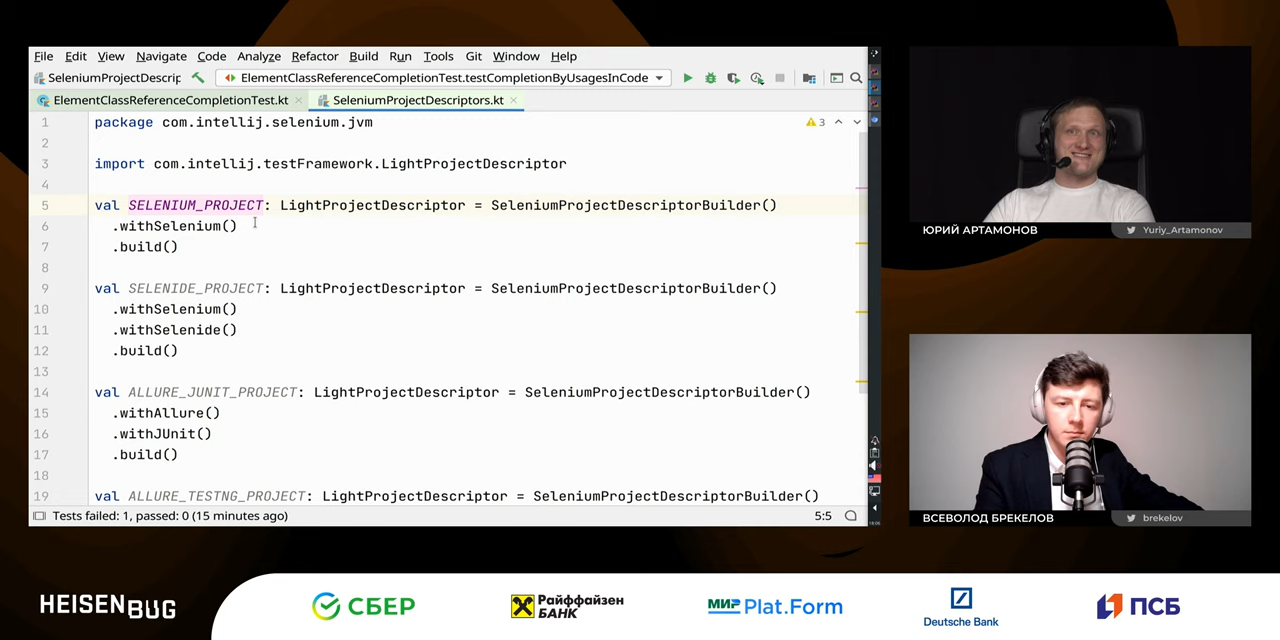 File Edit View Navigate Code Analyze Refactor Build Run Tools Git Window Help
SeleniumProjectDescrip ElementClassReferenceCompletionTest.testCompletionByUsagesInCode
ElementClassReferenceCompletionTest.kt SeleniumProjectDescriptors.kt
1 package com.intellij.selenium.jvm 3
2
3 import com.intellij.testFramework.LightProjectDescriptor
4
5 val SELENIUM_PROJECT: LightProjectDescriptor = SeleniumProjectDescriptorBuilder()
6 .withSelenium()
7 .build()
8
9 val SELENIDE_PROJECT: LightProjectDescriptor = SeleniumProjectDescriptorBuilder()
10 .withSelenium()
11 .withSelenide()
12 .build()
13
14 val ALLURE_JUNIT_PROJECT: LightProjectDescriptor = SeleniumProjectDescriptorBuilder()
15 .withAllure()
16 .withJUnit()
17 .build()
18
19 val ALLURE_TESTNG_PROJECT: LightProjectDescriptor = SeleniumProjectDescriptorBuilder()
Tests failed: 1, passed: 0 (15 minutes ago) 5:5
ЮРИЙ АРТАМОНОВ Yuriy_Artamonov
ВСЕВОЛОД БРЕКЕЛОВ brekelov
HEISENBUG
СБЕР
Райффайзен
БАНК
МИР Plat.Form
Deutsche Bank
ПСБ